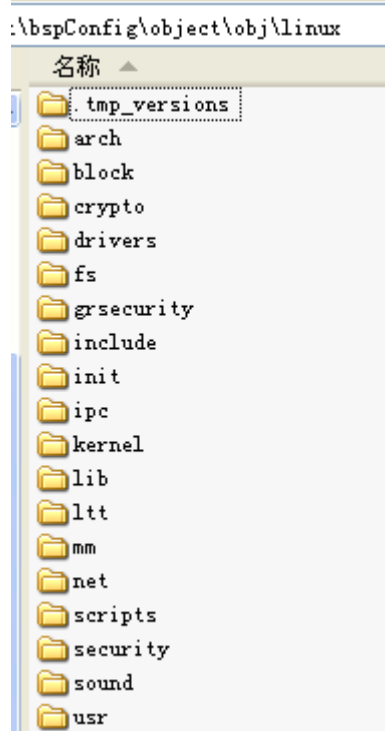 :\bspConfig\object\obj\linux
名称
.tmp_versions
arch
block
crypto
drivers
fs
grsecurity
include
init
ipc
kernel
lib
ltt
mm
net
scripts
security
sound
usr